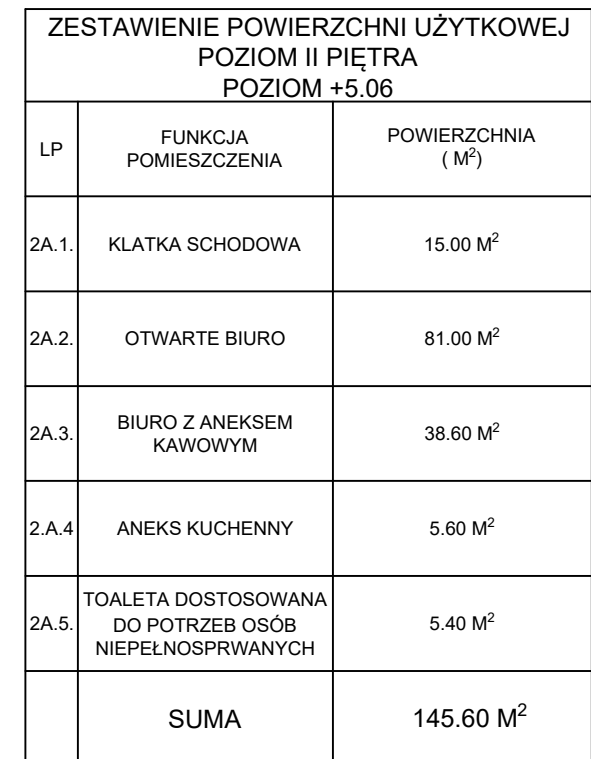 ZESTAWIENIE POWIERZCHNI UŻYTKOWEJ
POZIOM II PIĘTRA
POZIOM +5.06
LP
FUNKCJA
POMIESZCZENIA
POWIERZCHNIA
( M²)
2A.1.
KLATKA SCHODOWA
15.00 M²
2A.2.
OTWARTE BIURO
81.00 M²
2A.3.
BIURO Z ANEKSEM
KAWOWYM
38.60 M²
2.A.4
ANEKS KUCHENNY
5.60 M²
2A.5.
TOALETA DOSTOSOWANA
DO POTRZEB OSÓB
NIEPEŁNOSPRWANYCH
5.40 M²
SUMA
145.60 M²